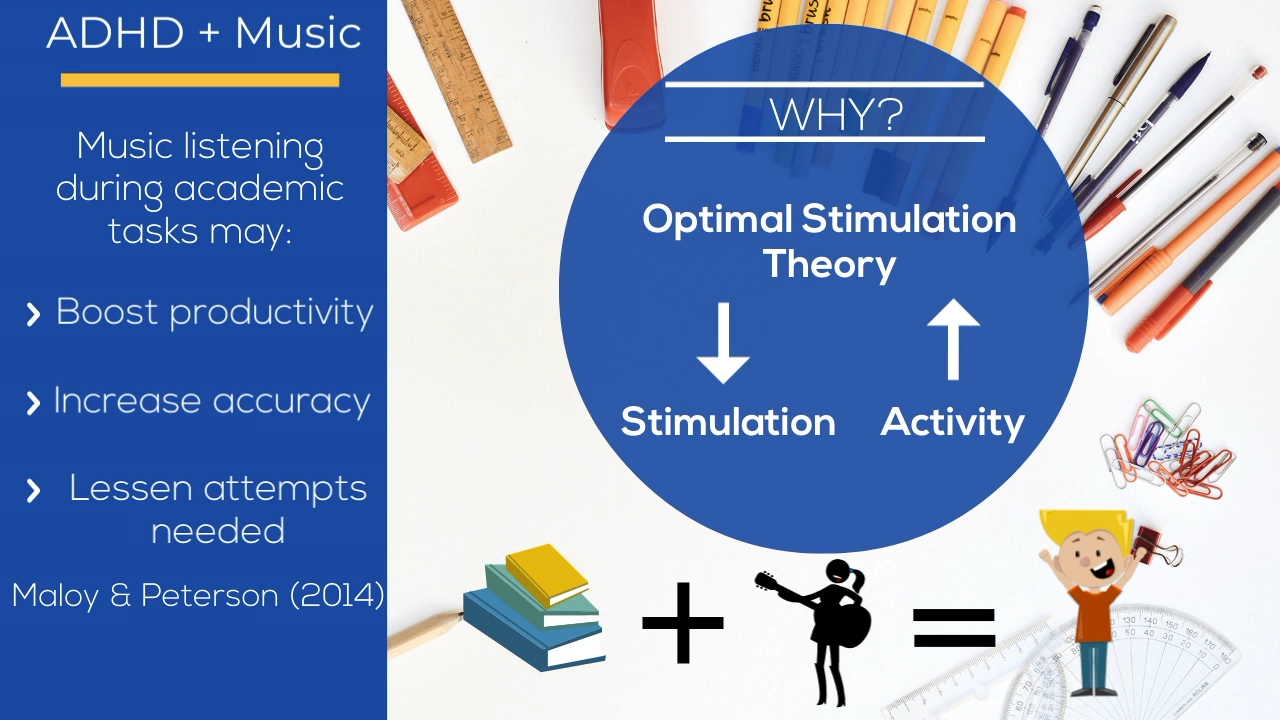 ADHD + Music
Music listening
during academic
tasks may:
Boost productivity
Increase accuracy
Lessen attempts
needed
Maloy & Peterson (2014)
WHY?
Optimal Stimulation
Theory
Stimulation
Activity